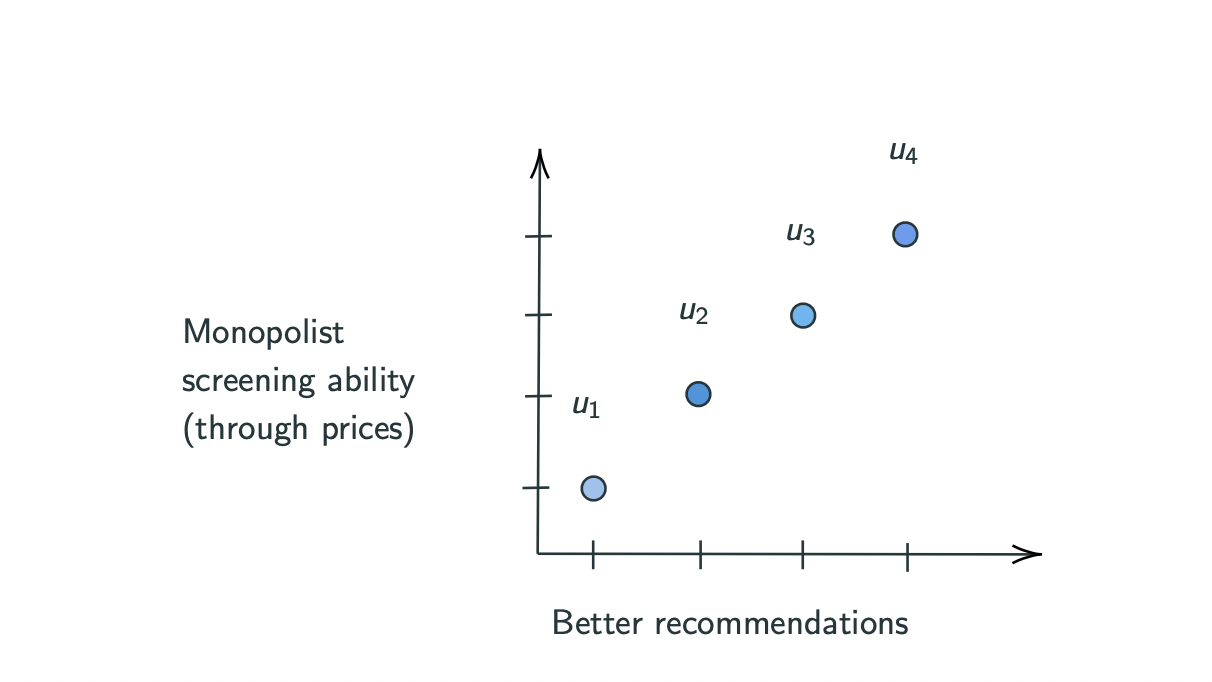 u₄
u₃
u₂
Monopolist
screening ability
(through prices)
u₁
Better recommendations